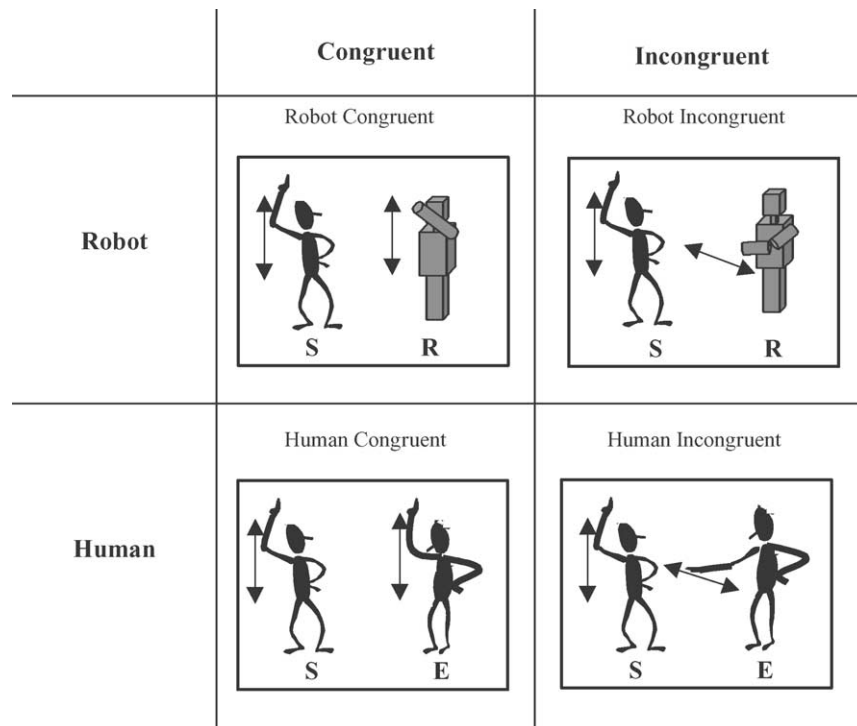 Congruent
Incongruent
Robot
Robot Congruent
S
R
Robot Incongruent
S
R
Human
Human Congruent
S
E
Human Incongruent
S
E